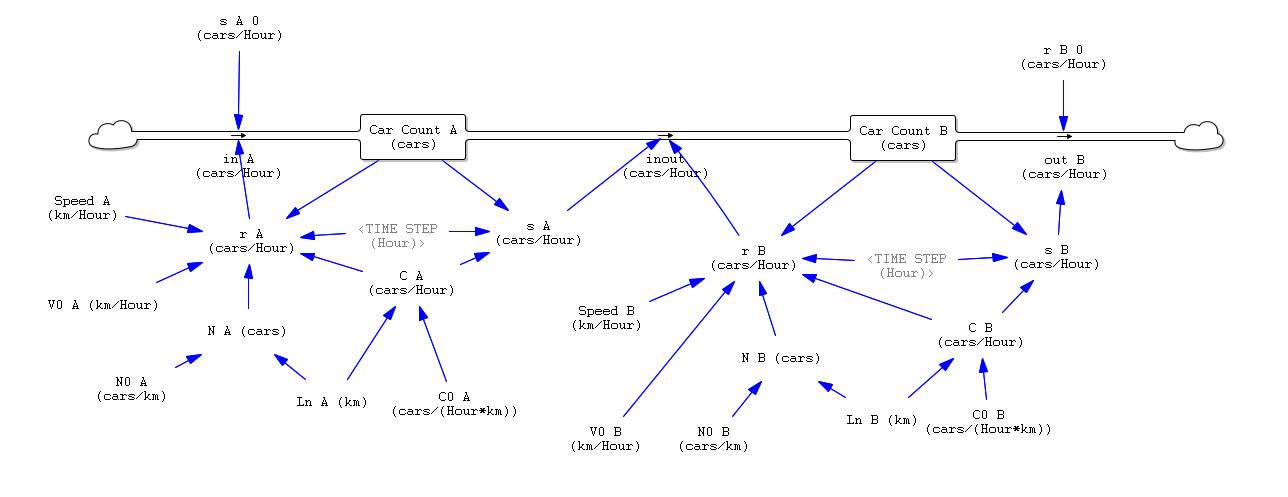 s A 0
(cars/Hour)
r B 0
(cars/Hour)
Car Count A
(cars)
Car Count B
(cars)
in A
(cars/Hour)
inout
(cars/Hour)
out B
(cars/Hour)
Speed A
(km/Hour)
r A
(cars/Hour)
<TIME STEP
(Hour)>
s A
(cars/Hour)
r B
(cars/Hour)
<TIME STEP
(Hour)>
s B
(cars/Hour)
C A
(cars/Hour)
V0 A (km/Hour)
Speed B
(km/Hour)
N A (cars)
C B
(cars/Hour)
N B (cars)
N0 A
(cars/km)
Ln A (km)
C0 A
(cars/(Hour*km))
Ln B (km)
C0 B
(cars/(Hour*km))
V0 B
(km/Hour)
N0 B
(cars/km)